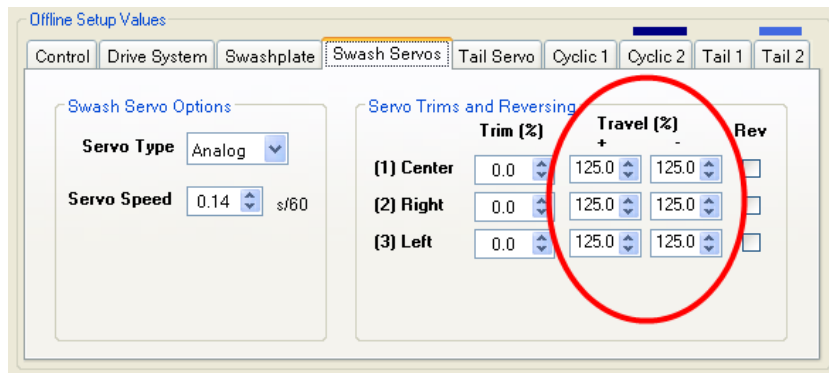 Offline Setup Values
Control Drive System Swashplate Swash Servos Tail Servo Cyclic 1 Cyclic 2 Tail 1 Tail 2
Swash Servo Options
Servo Type Analog
Servo Speed 0.14 s/60
Servo Trims and Reversing
Trim (%) Travel (%) Rev
+ -
(1) Center 0.0 125.0 125.0
(2) Right 0.0 125.0 125.0
(3) Left 0.0 125.0 125.0